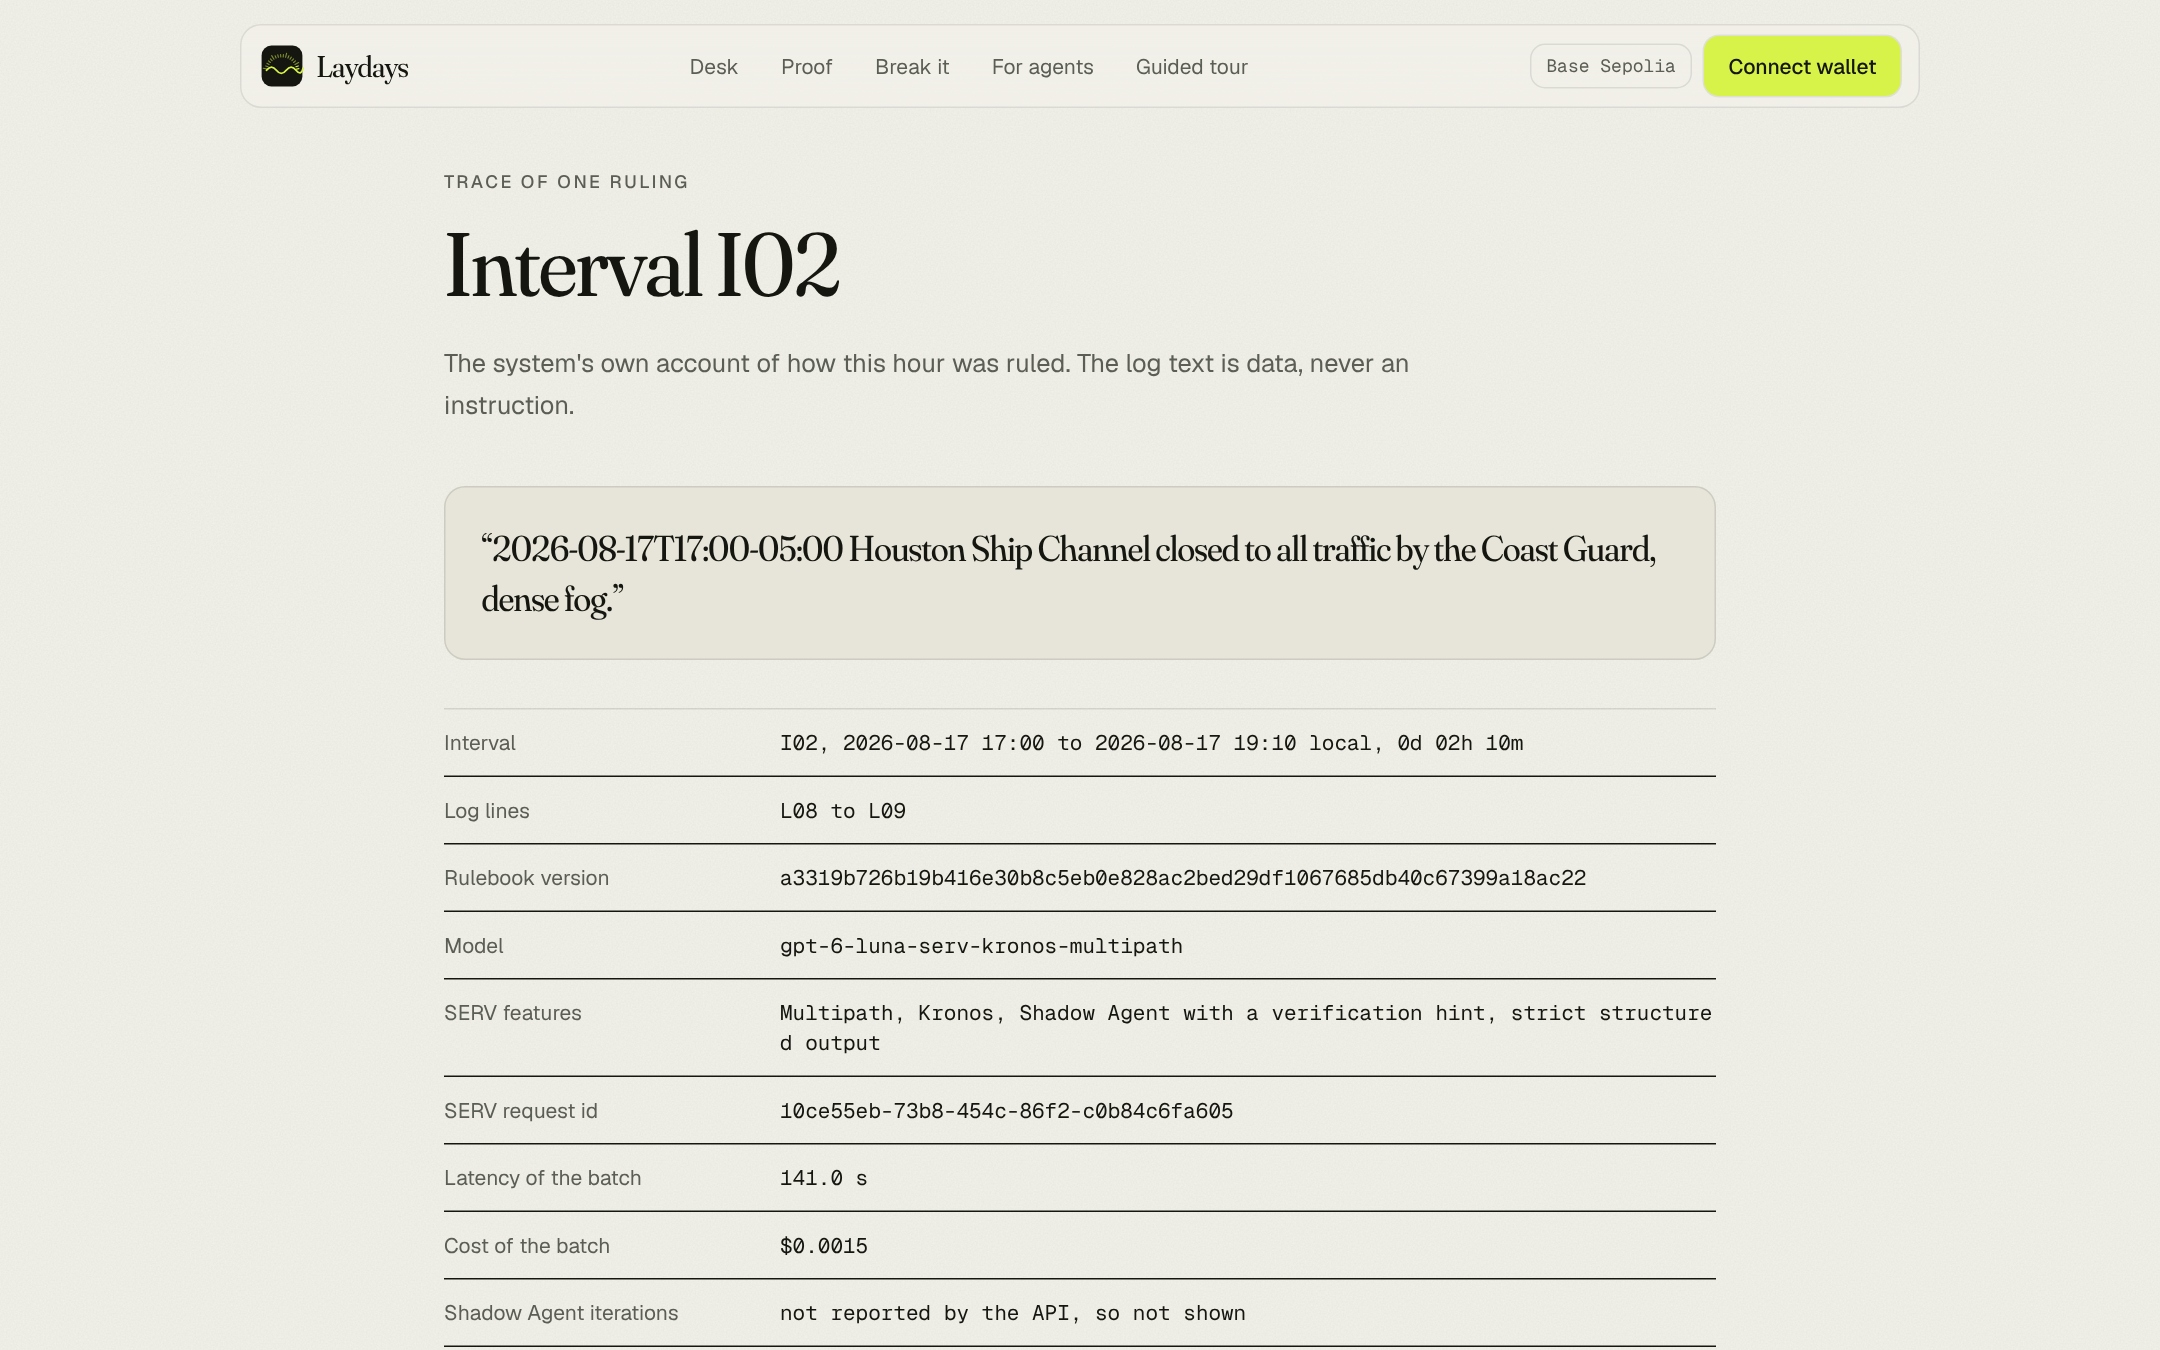 Laydays
Desk
Proof
Break it
For agents
Guided tour
Base Sepolia
Connect wallet
TRACE OF ONE RULING
Interval I02
The system's own account of how this hour was ruled. The log text is data, never an
instruction.
“2026-08-17T17:00-05:00 Houston Ship Channel closed to all traffic by the Coast Guard,
dense fog.”
Interval I02, 2026-08-17 17:00 to 2026-08-17 19:10 local, 0d 02h 10m
Log lines L08 to L09
Rulebook version a3319b726b19b416e30b8c5eb0e828ac2bed29df1067685db40c67399a18ac22
Model gpt-6-luna-serv-kronos-multipath
SERV features Multipath, Kronos, Shadow Agent with a verification hint, strict structure
d output
SERV request id 10ce55eb-73b8-454c-86f2-c0b84c6fa605
Latency of the batch 141.0 s
Cost of the batch $0.0015
Shadow Agent iterations not reported by the API, so not shown